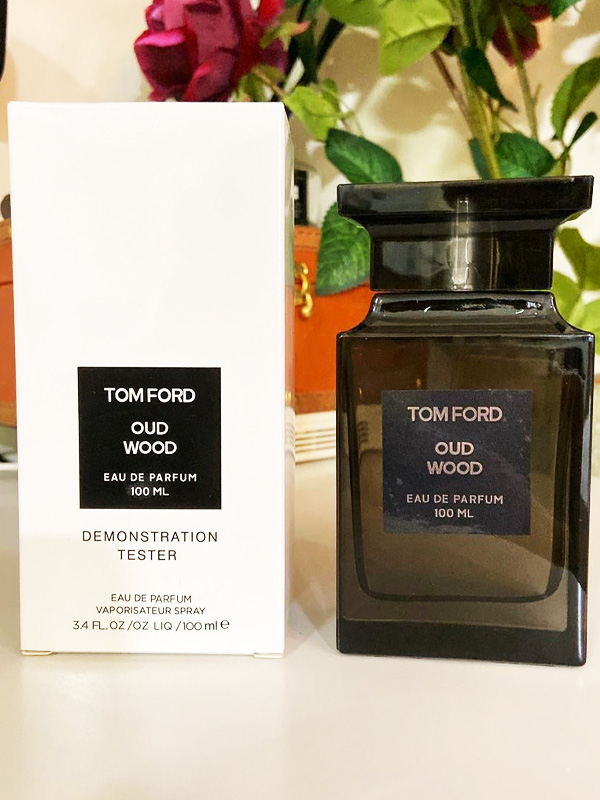 TOM FORD
OUD
WOOD
EAU DE PARFUM
100 ML
DEMONSTRATION
TESTER
EAU DE PARFUM
VAPORISATEUR SPRAY
3.4 FL. OZ/OZ LIQ /100 ml ℮
TOM FORD
OUD
WOOD
EAU DE PARFUM
100 ML